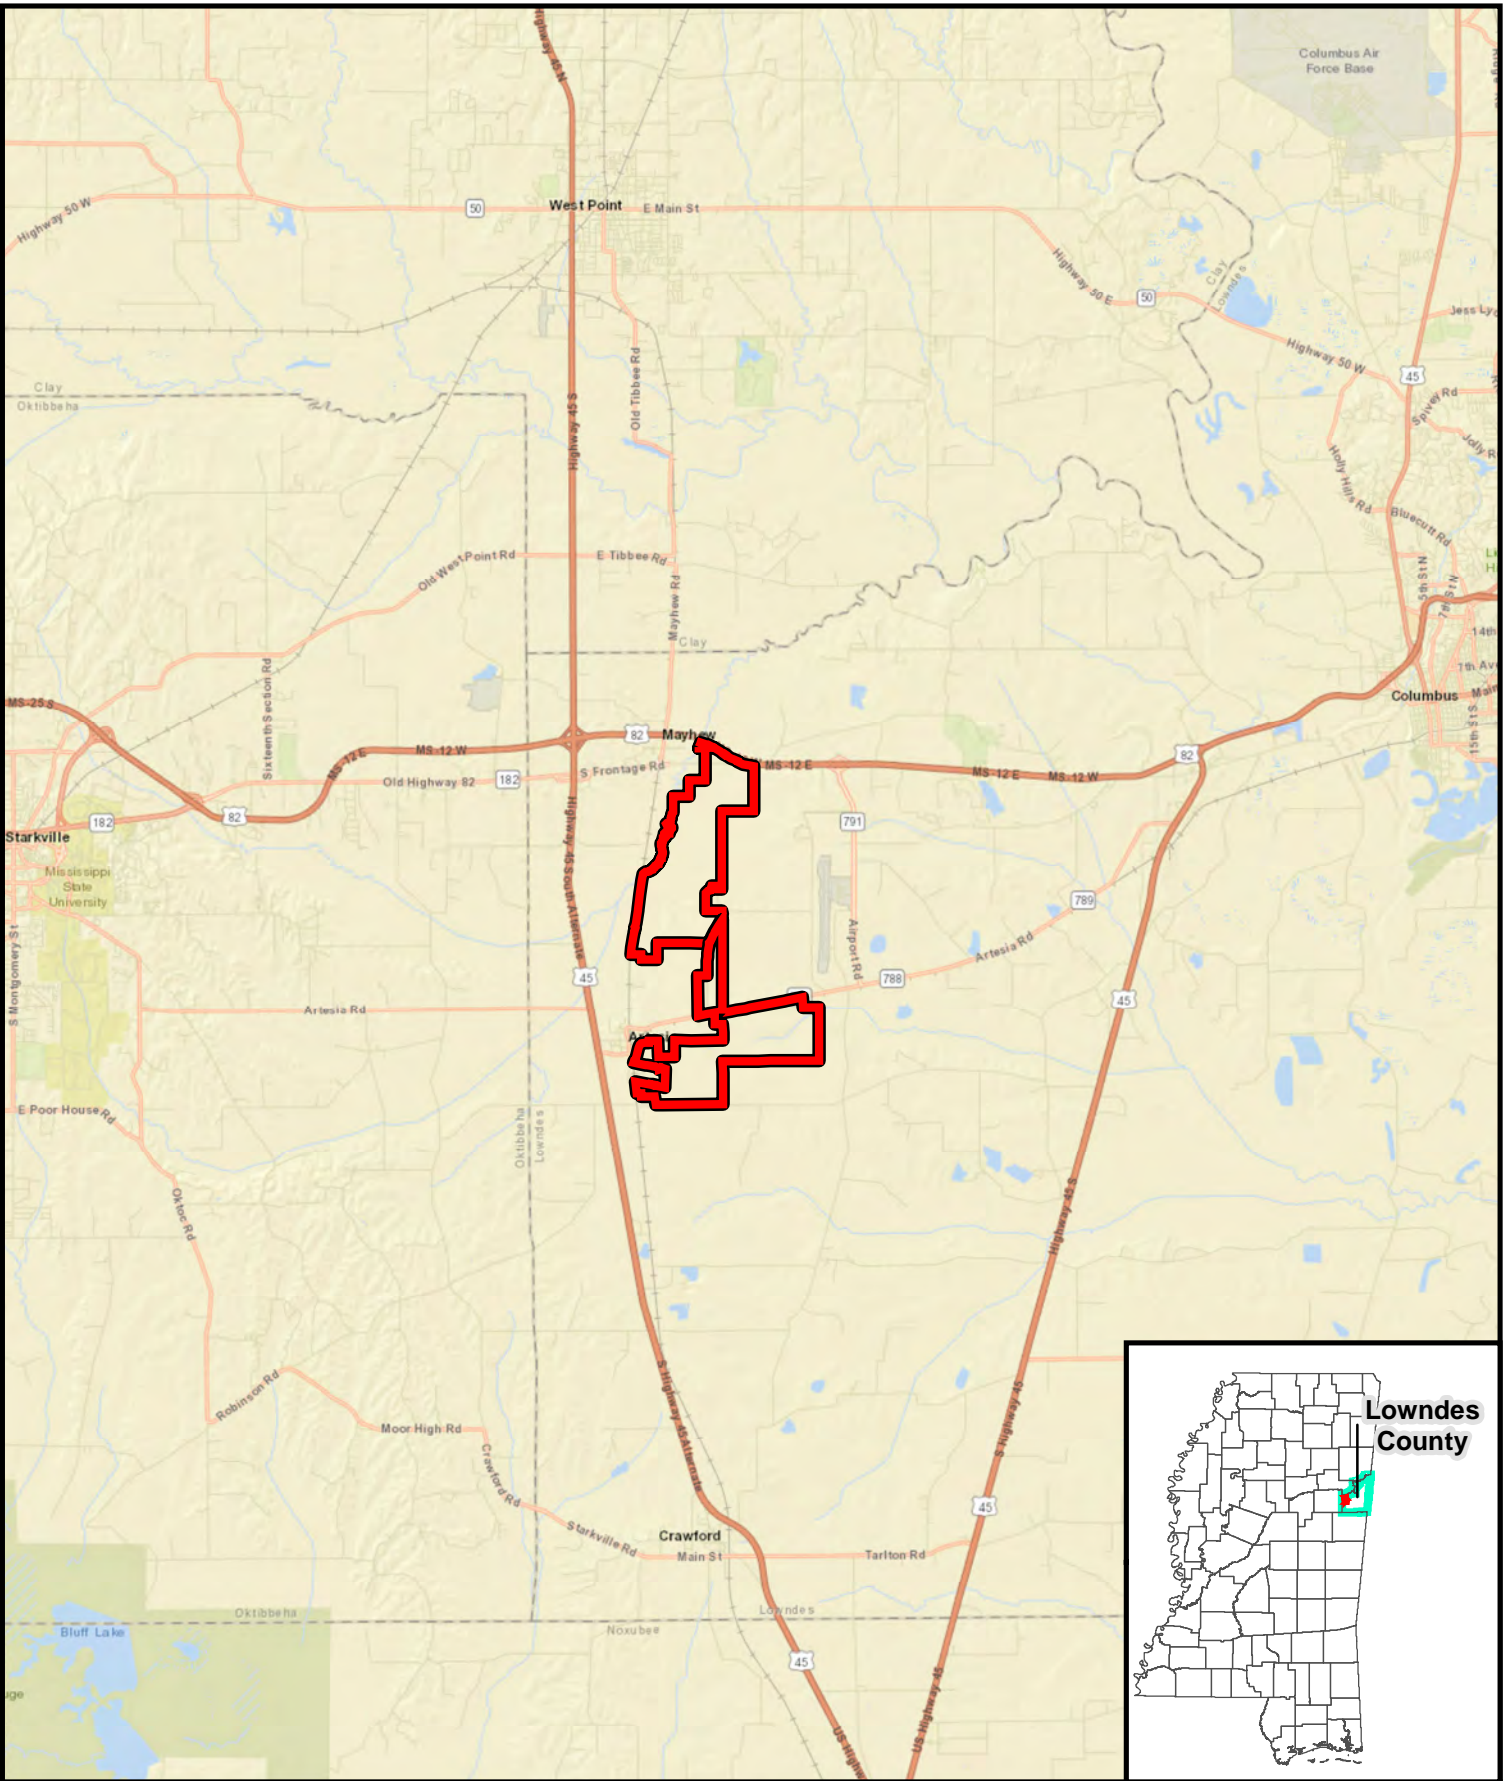 Highway 45 N
Columbus Air
Force Base
Highway 50 W
50
West Point
E Main St
Highway 50 E
50
Clay
Lowndes
Jess Lyo
Highway 50 W
45
Spivey Rd
Jolly R
Holly Hills Rd
Bluecutt Rd
Clay
Oktibbeha
Highway 45 S
Old Tibbee Rd
Old West Point Rd
E Tibbee Rd
Mayhew Rd
Clay
5th St N
7th St N
14th
7th Ave
Columbus
Main
15th St S
Sixteenth Section Rd
MS-25 S
MS-12 E
MS-12 W
82
Mayhew
MS-12 E
MS-12 E
MS-12 W
82
Old Highway 82
182
S Frontage Rd
182
82
Starkville
Mississippi
State
University
Highway 45 South Alternate
791
789
Airport Rd
Artesia Rd
788
45
45
S Montgomery St
Artesia Rd
E Poor House Rd
Oktibbeha
Lowndes
Oktoc Rd
Highway 45 S
Robinson Rd
Moor High Rd
Crawford Rd
S Highway 45 Alternate
S Highway 45
45
Starkville Rd
Crawford
Main St
Tarlton Rd
Oktibbeha
Lowndes
Noxubee
Bluff Lake
uge
45
US Highw
US Highway 45
Lowndes
County